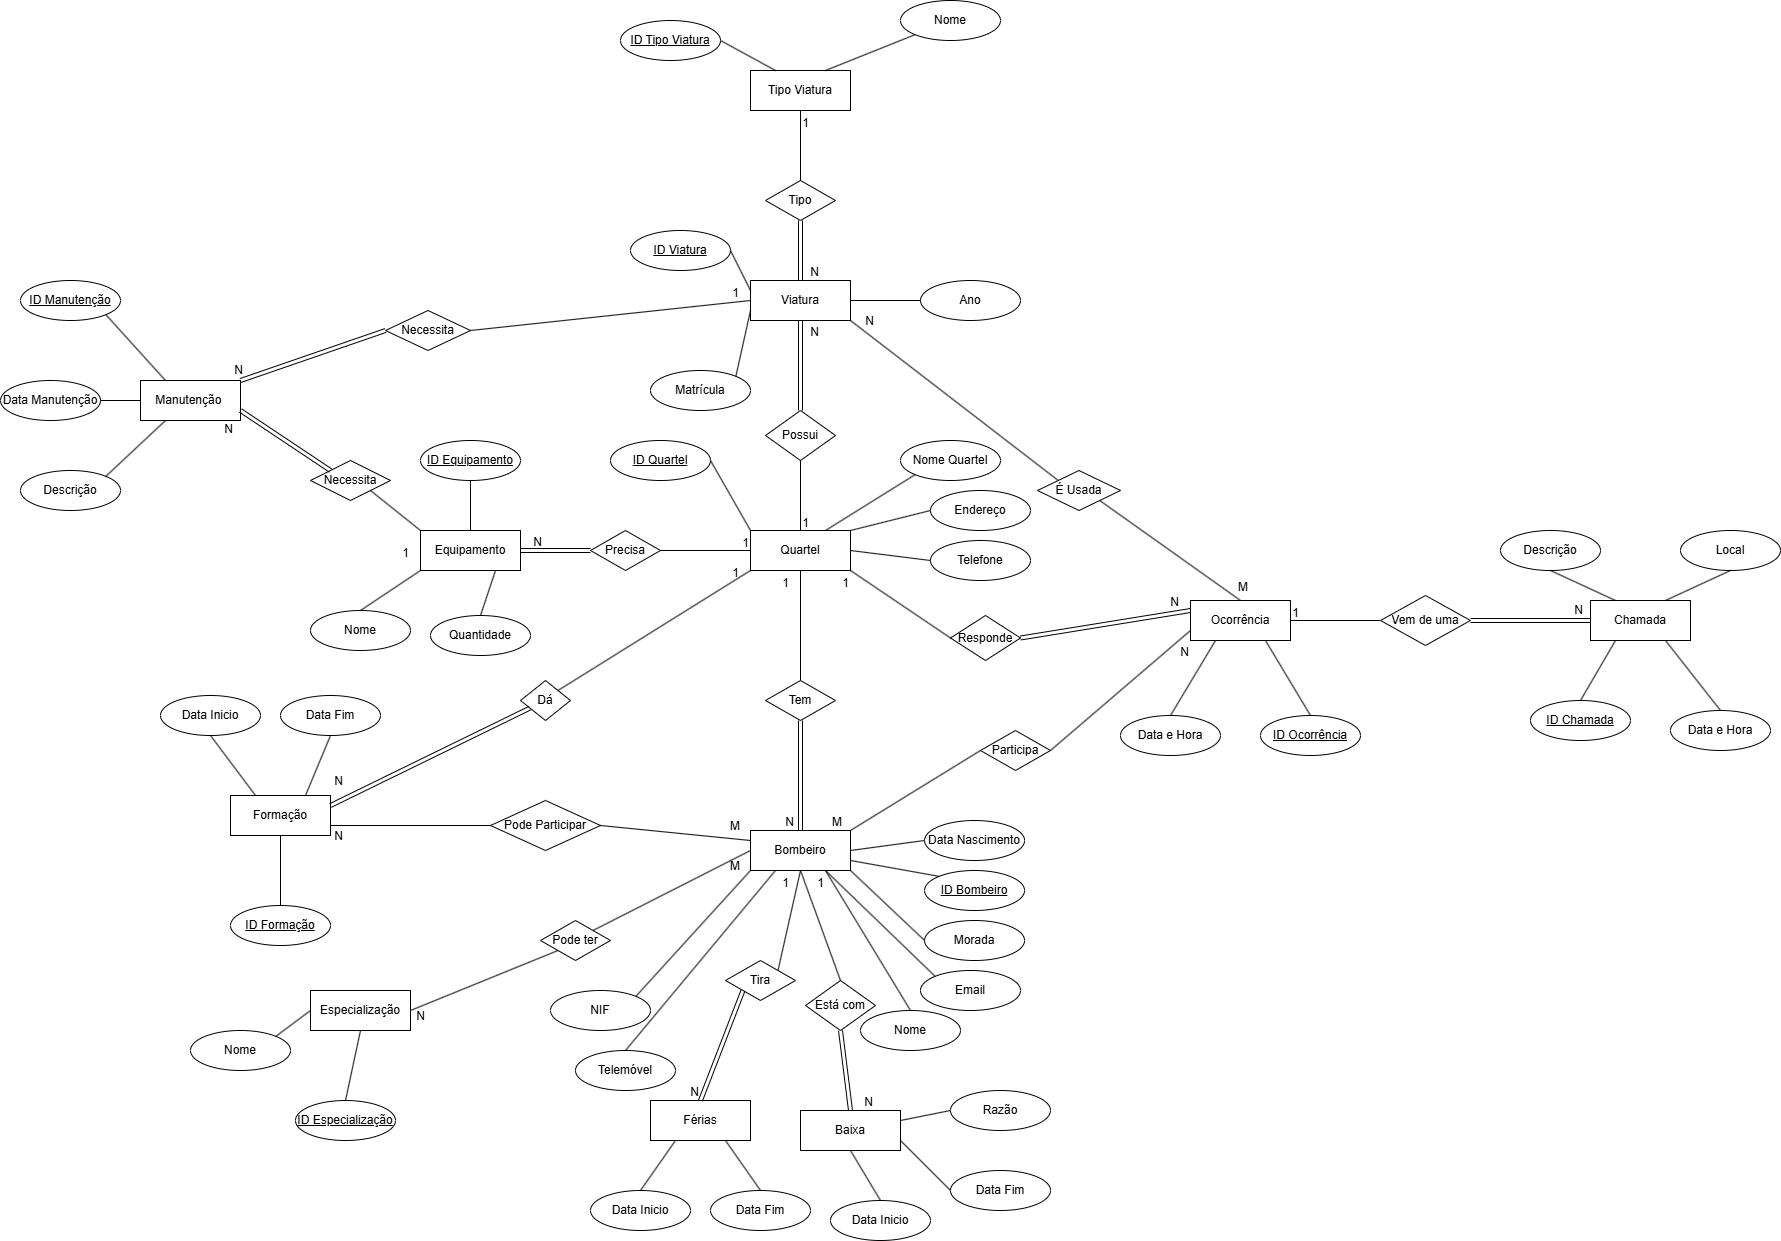 Nome
ID Tipo Viatura
Tipo Viatura
1
Tipo
ID Viatura
N
1
Viatura
Ano
ID Manutenção
N
N
Necessita
N
Matrícula
Manutenção
Data Manutenção
N
Possui
ID Equipamento
ID Quartel
Nome Quartel
Descrição
Necessita
É Usada
Endereço
1
N
1
Equipamento
Precisa
Quartel
1
Descrição
Local
Telefone
1
1
1
M
Nome
Quantidade
N
Responde
Ocorrência
1
Vem de uma
N
Chamada
N
Dá
Tem
Data Inicio
Data Fim
Data e Hora
ID Ocorrência
ID Chamada
Data e Hora
Participa
N
Formação
N
Pode Participar
M
N
M
Bombeiro
Data Nascimento
M
1
1
ID Bombeiro
ID Formação
Pode ter
Morada
Tira
Email
Especialização
N
NIF
Está com
Nome
Nome
Telemóvel
ID Especialização
N
Férias
N
Baixa
Razão
Data Inicio
Data Fim
Data Inicio
Data Fim